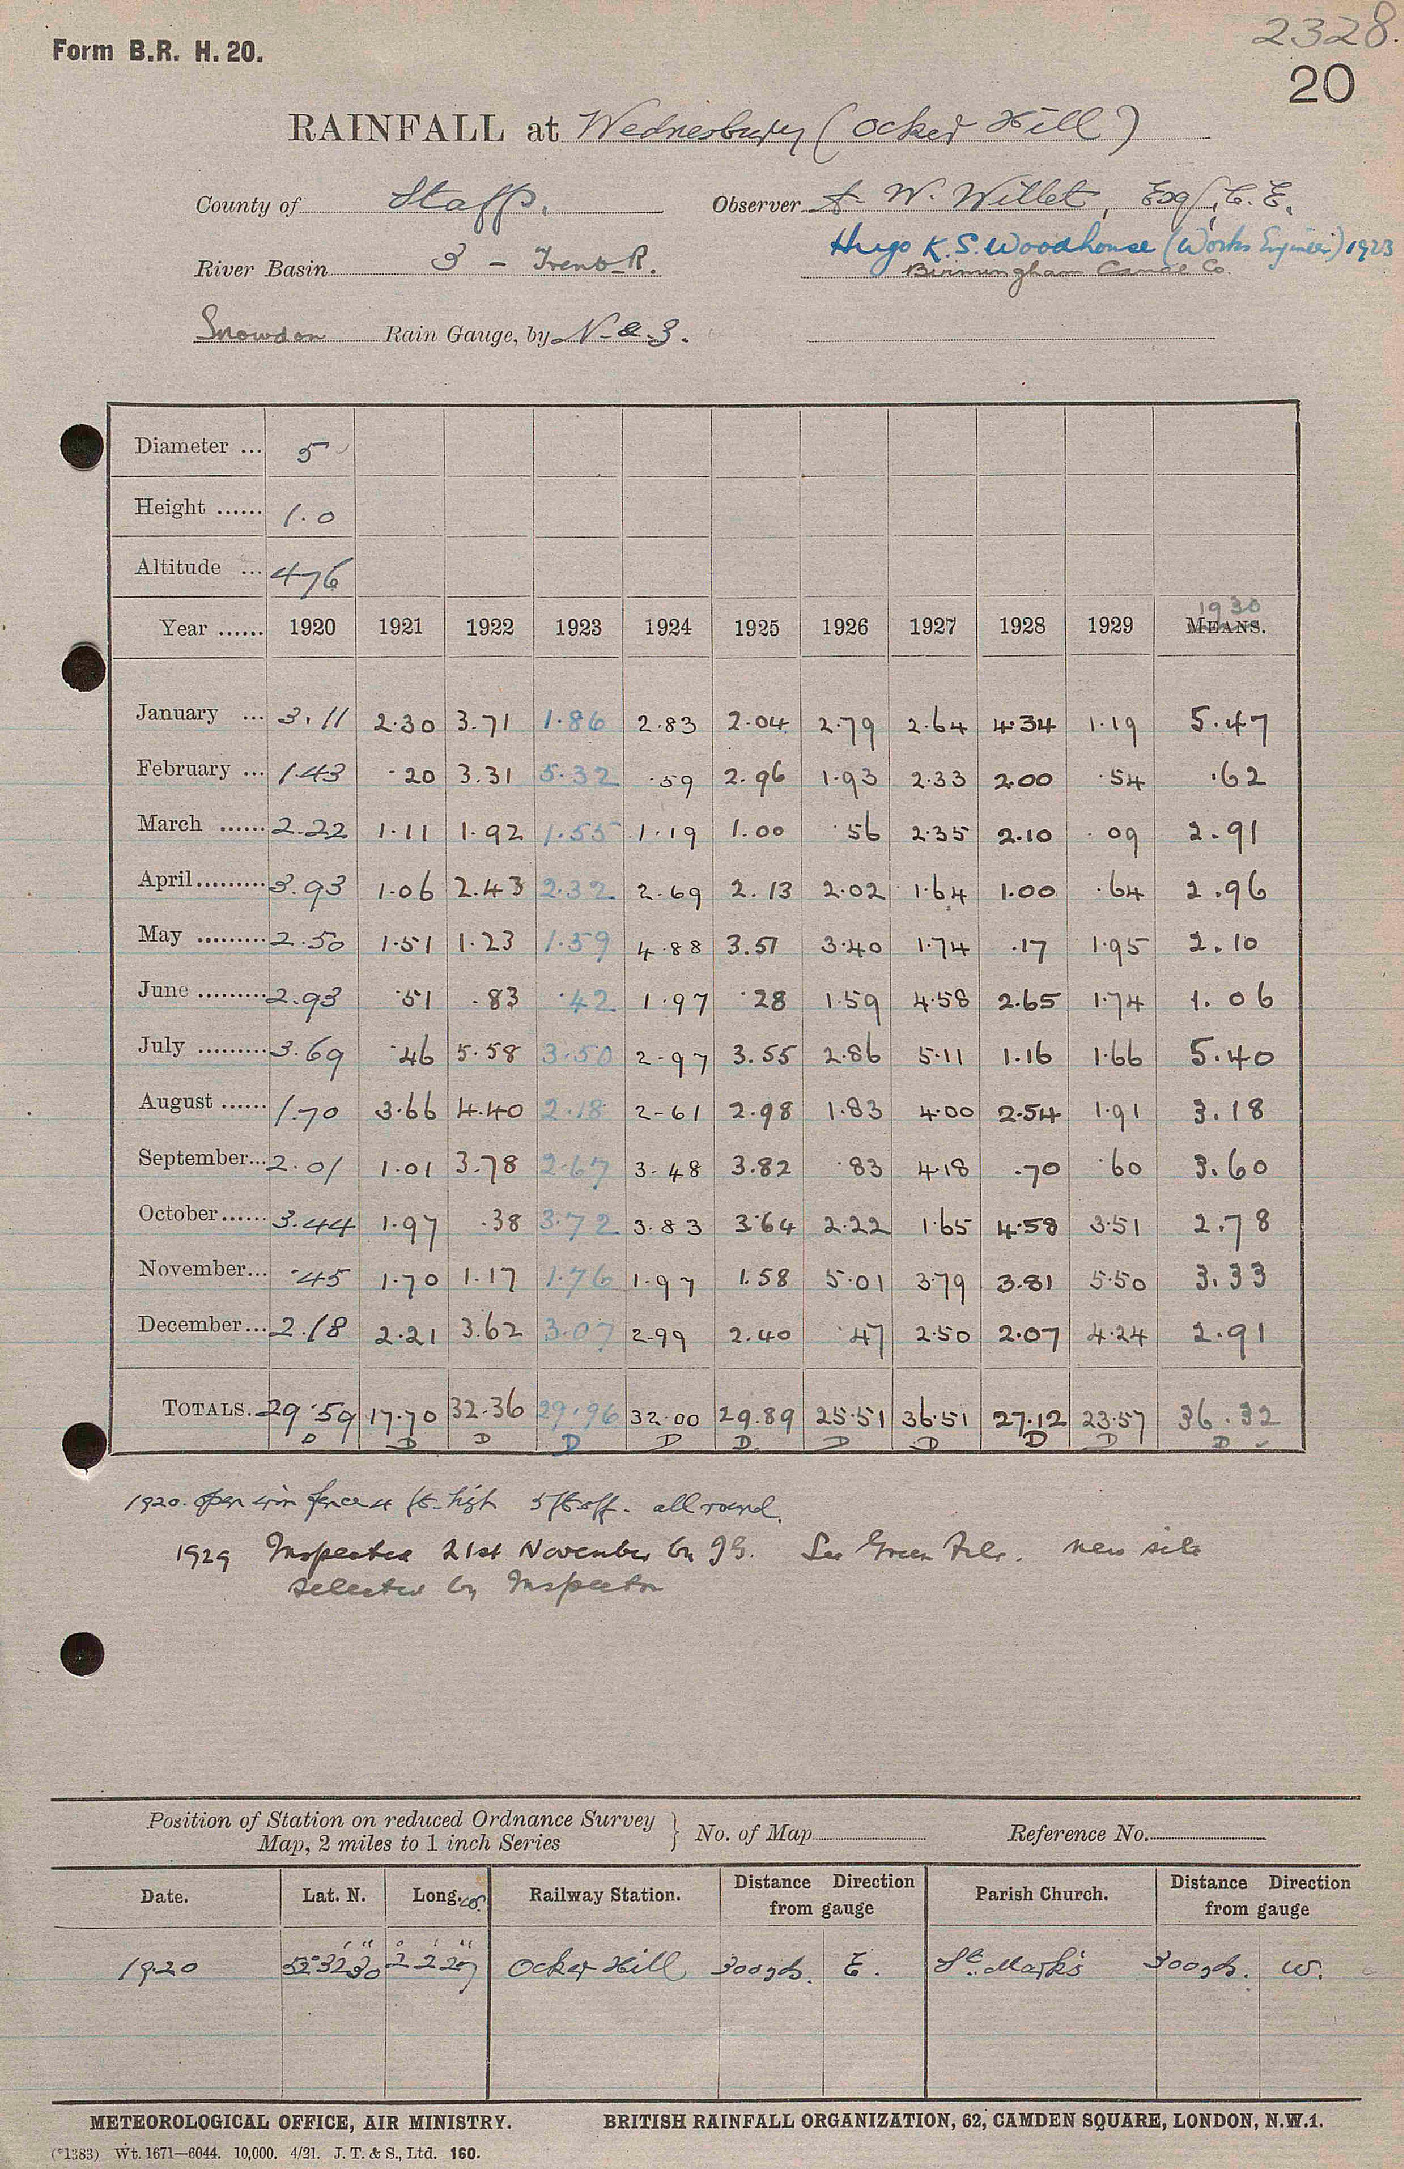 2328.
Form B.R. H. 20.
20
RAINFALL at Wednesbury (Ocker Hill)
County of Staffs. Observer A. W. Willet, Esq., C.E.
Hugo K. S. Woodhouse (Works Engineer) 1923
River Basin 3 - Trent R. Birmingham Canal Co.
Snowdon Rain Gauge, by N & Z.
Diameter ... 5
Height ...... 1.0
Altitude ... 476
1930
Year ...... 1920 1921 1922 1923 1924 1925 1926 1927 1928 1929 MEANS.
January ... 3.11 2.30 3.71 1.86 2.83 2.04 2.79 2.64 4.34 1.19 5.47
February ... 1.43 .20 3.31 5.32 .59 2.96 1.93 2.33 2.00 .54 .62
March ...... 2.22 1.11 1.92 1.55 1.19 1.00 .56 2.35 2.10 .09 2.91
April......... 3.93 1.06 2.43 2.32 2.69 2.13 2.02 1.64 1.00 .64 2.96
May ......... 2.50 1.51 1.23 1.59 4.88 3.51 3.40 1.74 .17 1.95 2.10
June ......... 2.93 .51 .83 .42 1.97 .28 1.59 4.58 2.65 1.74 1.06
July ......... 3.69 .46 5.58 3.50 2.97 3.55 2.86 5.11 1.16 1.66 5.40
August ...... 1.70 3.66 4.40 2.18 2.61 2.98 1.83 4.00 2.54 1.91 3.18
September... 2.01 1.01 3.78 2.67 3.48 3.82 .83 4.18 .70 .60 3.60
October...... 3.44 1.97 .38 3.72 3.83 3.64 2.22 1.65 4.58 3.51 2.78
November... .45 1.70 1.17 1.76 1.97 1.58 5.01 3.79 3.81 5.50 3.33
December... 2.18 2.21 3.62 3.07 2.99 2.40 .47 2.50 2.07 4.24 2.91
TOTALS. 29.59 17.70 32.36 29.96 32.00 29.89 25.51 36.51 27.12 23.57 36.32
D D D D D D D D D D D
1920. open iron fence 4 ft. high 5 ft off. all round.
1929 Inspected 21st November by JG. See Green File. new site
selected by Inspector
Position of Station on reduced Ordnance Survey
Map, 2 miles to 1 inch Series } No. of Map Reference No.
Date. Lat. N. Long. W. Railway Station. Distance from gauge Direction Parish Church. Distance from gauge Direction
1920 52° 32' 30" 2° 2' 27" Ocker Hill 300 yds. E. St. Mark's 300 yds. W.
METEOROLOGICAL OFFICE, AIR MINISTRY. BRITISH RAINFALL ORGANIZATION, 62, CAMDEN SQUARE, LONDON, N.W.1.
(*1383) Wt. 1671—6044. 10,000. 4/21. J. T. & S., Ltd. 160.